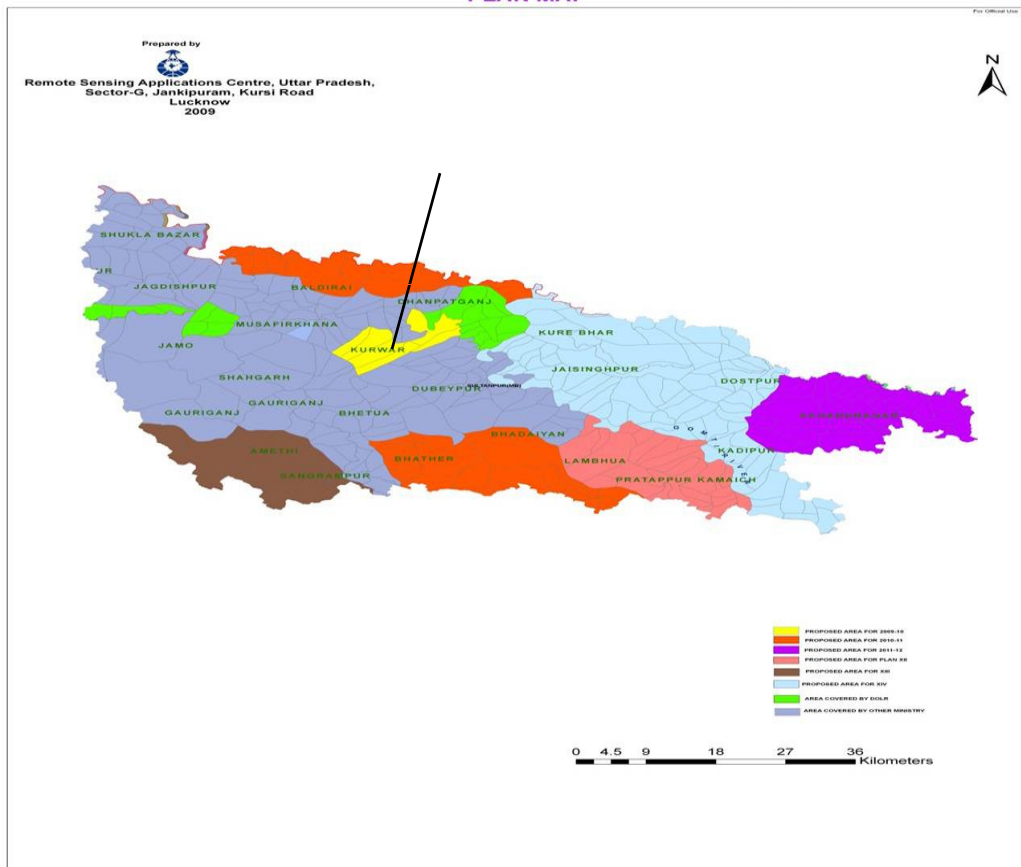 For Official Use
Prepared by
Remote Sensing Applications Centre, Uttar Pradesh,
Sector-G, Jankipuram, Kursi Road
Lucknow
2009
N
SHUKLA BAZAR
JR
JAGDISHPUR
BALDIRAI
DHANPATGANJ
MUSAFIRKHANA
KURE BHAR
JAMO
KURWAR
JAISINGHPUR
SHAHGARH
DUBEYPUR
SULTANPUR(MB)
DOSTPUR
GAURIGANJ
GAURIGANJ
BHETUA
BHADAIYAN
GOMTI RIVER
KADIPUR
AMETHI
BHATHER
LAMBHUA
SANGRAMPUR
PRATAPPUR KAMAICH
PROPOSED AREA FOR 2009-10
PROPOSED AREA FOR 2010-11
PROPOSED AREA FOR 2011-12
PROPOSED AREA FOR PLAN XII
PROPOSED AREA FOR XIII
PROPOSED AREA FOR XIV
AREA COVERED BY DOLR
AREA COVERED BY OTHER MINISTRY
0 4.5 9 18 27 36
Kilometers